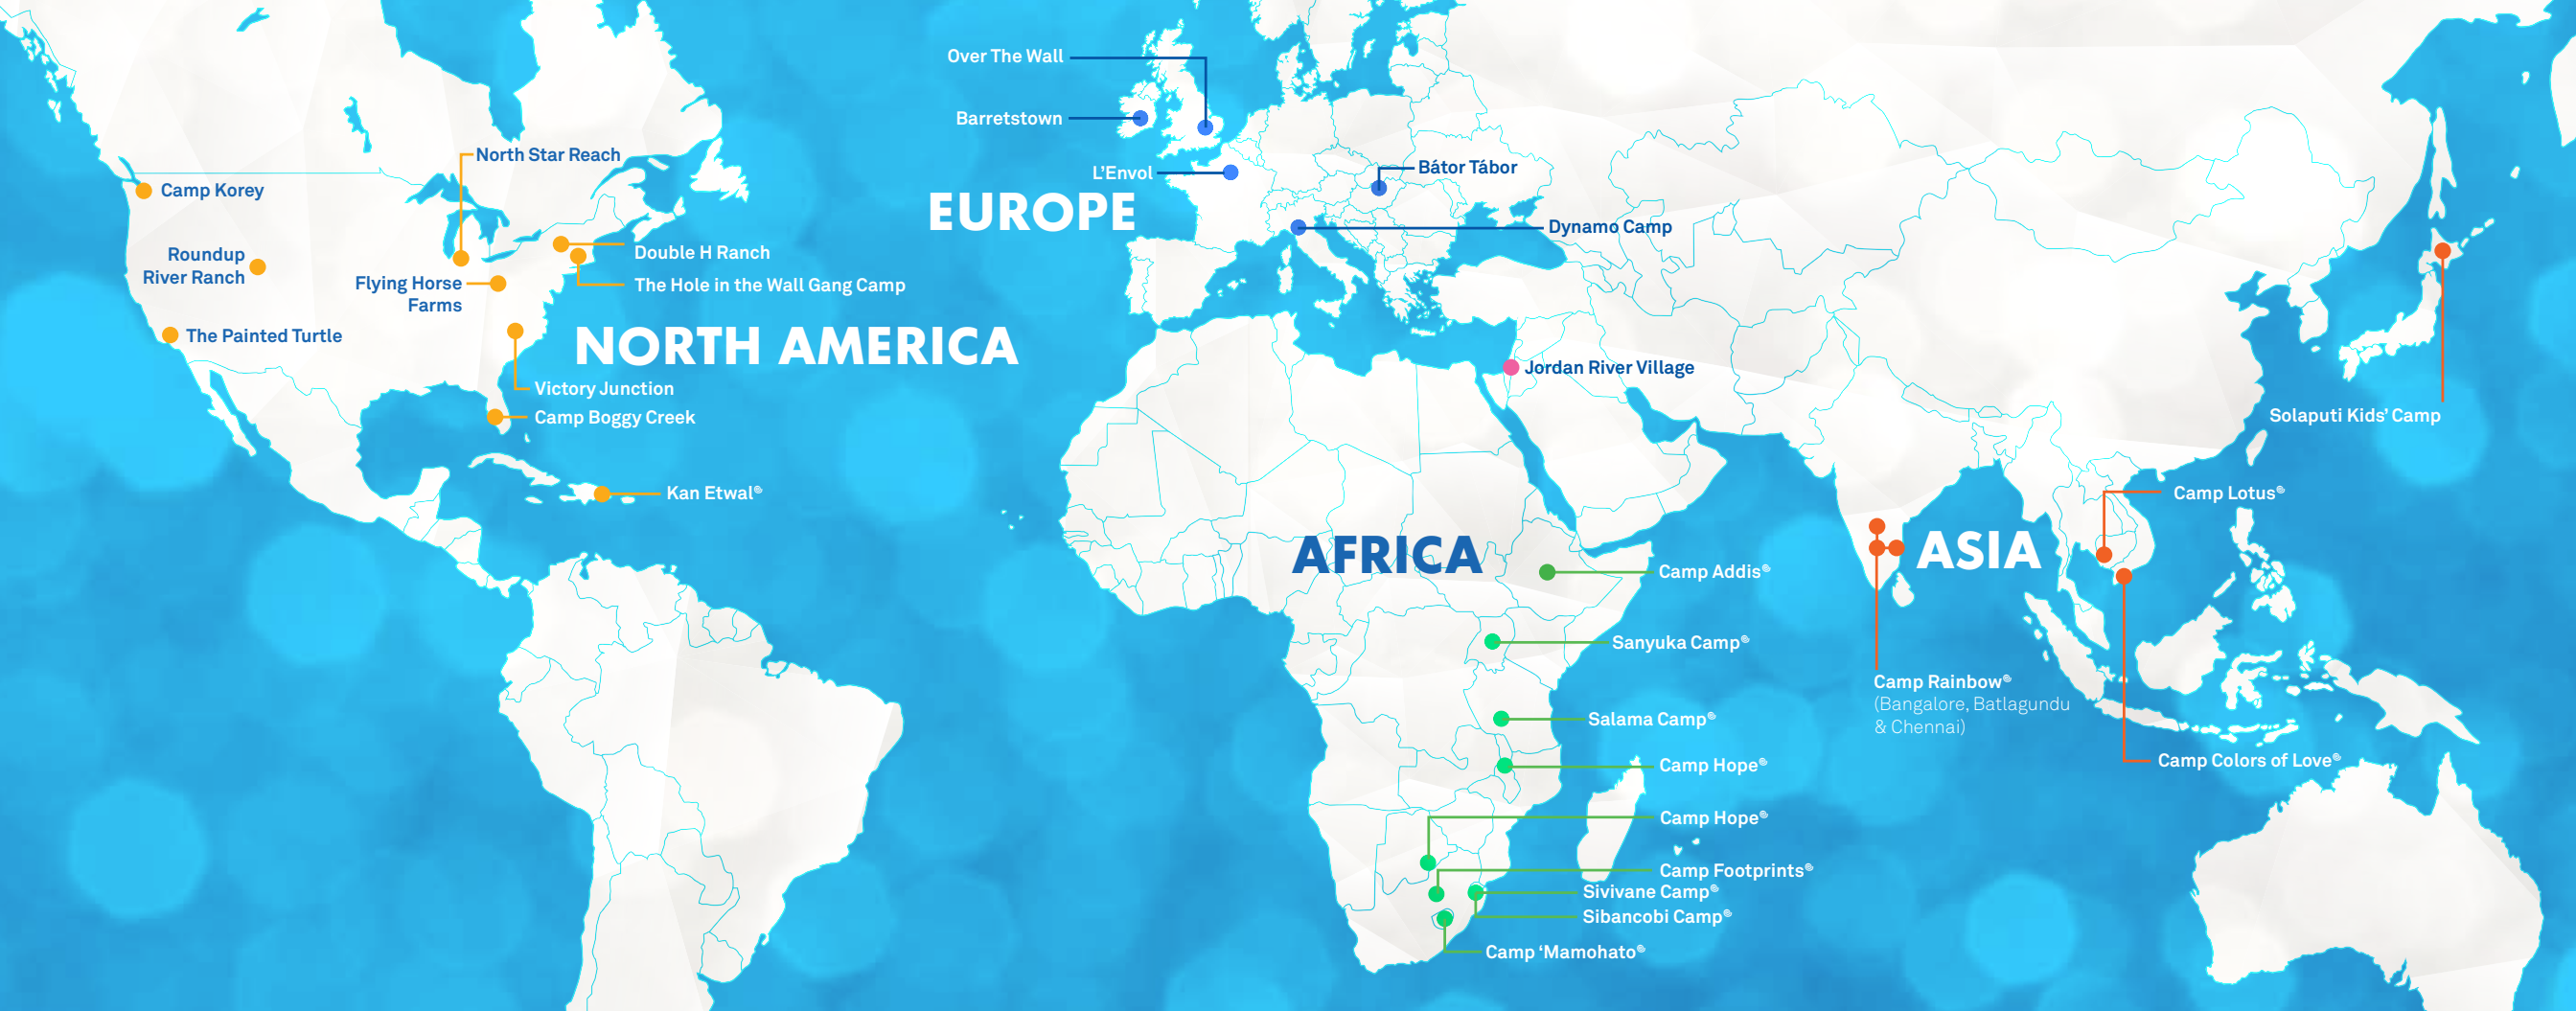 Over The Wall
Barretstown
L'Envol
EUROPE
Bátor Tábor
Dynamo Camp
North Star Reach
Camp Korey
Roundup
River Ranch
Flying Horse
Farms
The Painted Turtle
Double H Ranch
The Hole in the Wall Gang Camp
NORTH AMERICA
Victory Junction
Camp Boggy Creek
Kan Etwal®
Jordan River Village
Solaputi Kids' Camp
AFRICA
Camp Addis®
Sanyuka Camp®
Salama Camp®
Camp Hope®
Camp Hope®
Camp Footprints®
Sivivane Camp®
Sibancobi Camp®
Camp ‘Mamohato®
ASIA
Camp Lotus®
Camp Rainbow®
(Bangalore, Batlagundu
& Chennai)
Camp Colors of Love®